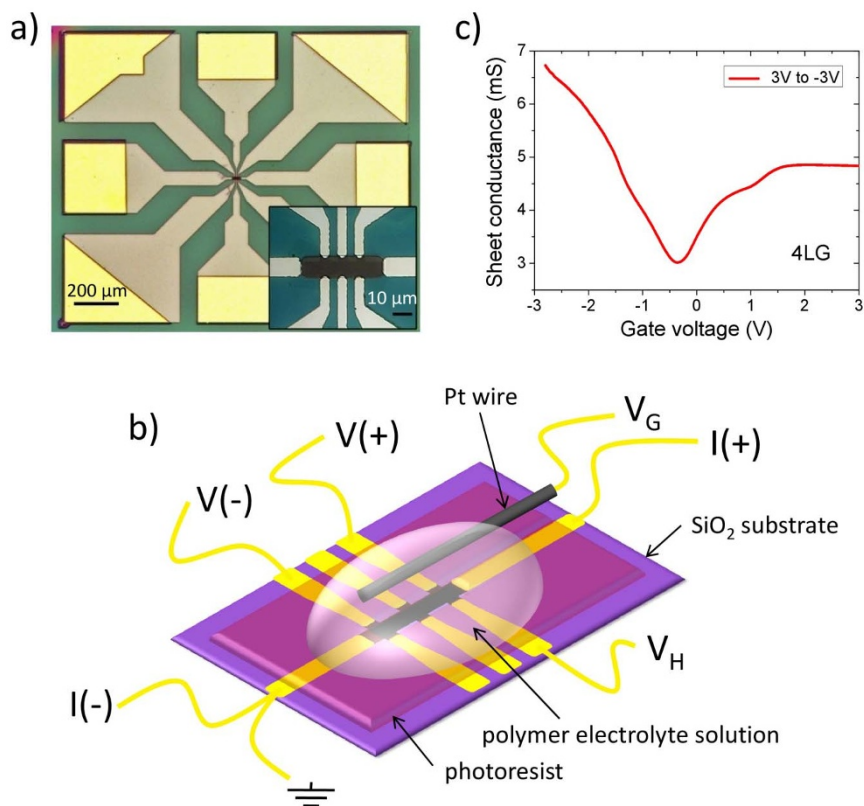 a)
200 μm
10 μm
c)
7
6
5
4
3
Sheet conductance (mS)
3V to -3V
4LG
-3 -2 -1 0 1 2 3
Gate voltage (V)
b)
Pt wire
V(+)
VG
I(+)
V(-)
SiO₂ substrate
VH
I(-)
polymer electrolyte solution
photoresist